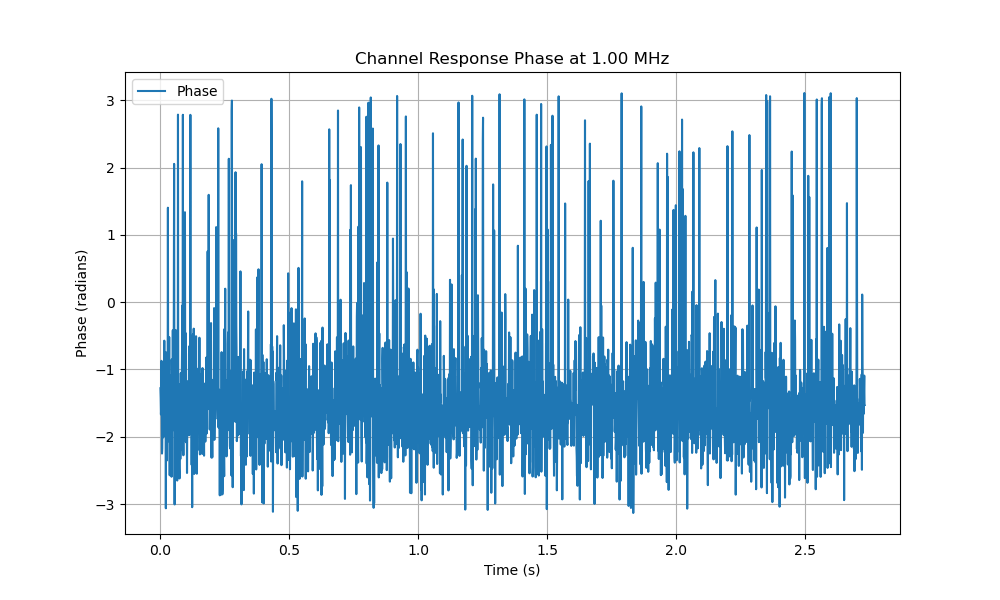 Channel Response Phase at 1.00 MHz
Phase
3
2
1
0
−1
−2
−3
Phase (radians)
0.0 0.5 1.0 1.5 2.0 2.5
Time (s)